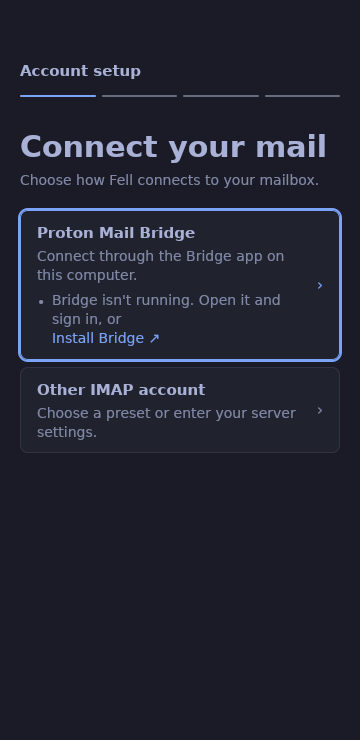 Account setup
Connect your mail
Choose how Fell connects to your mailbox.
Proton Mail Bridge
Connect through the Bridge app on
this computer.
• Bridge isn't running. Open it and
sign in, or
Install Bridge ↗
Other IMAP account
Choose a preset or enter your server
settings.